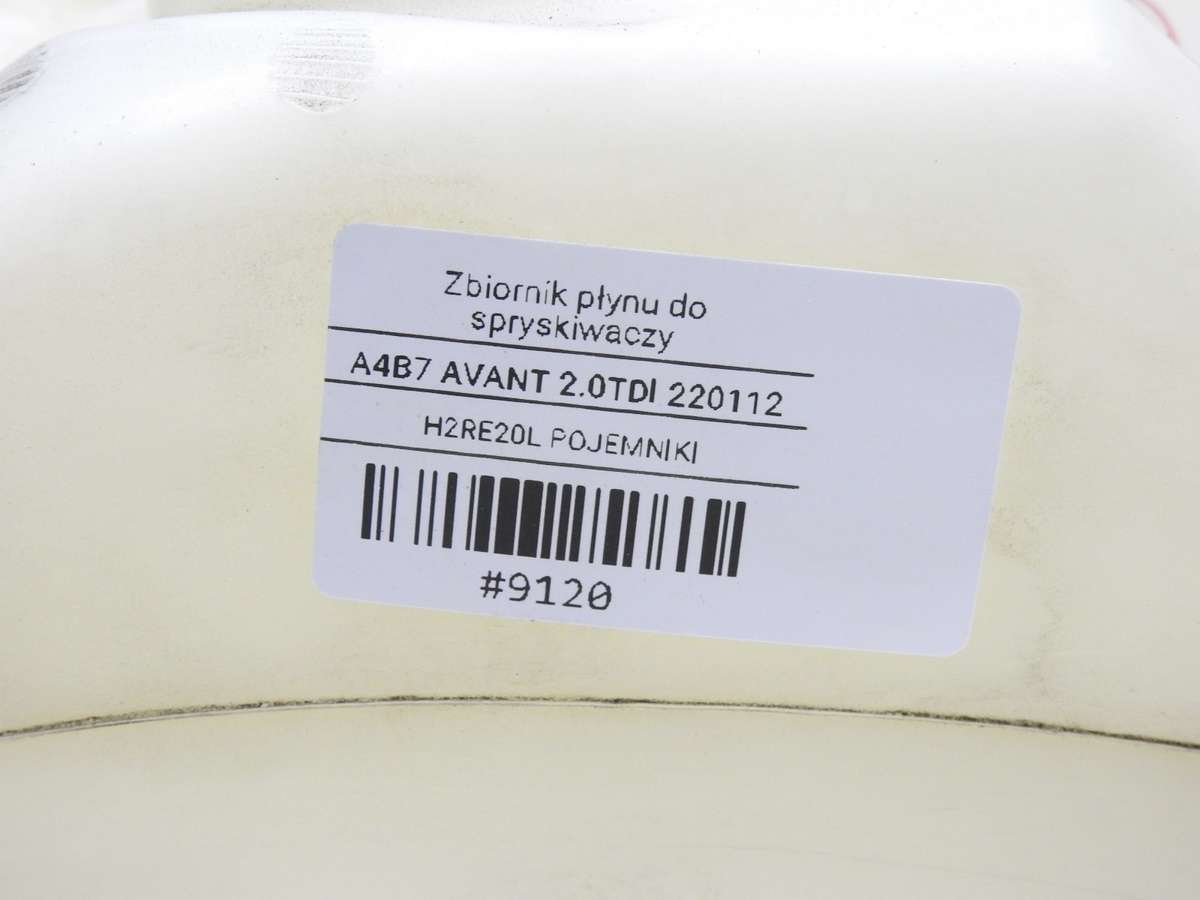 Zbiornik płynu do
spryskiwaczy
A4B7 AVANT 2.0TDI 220112
H2RE20L POJEMNIKI
#9120